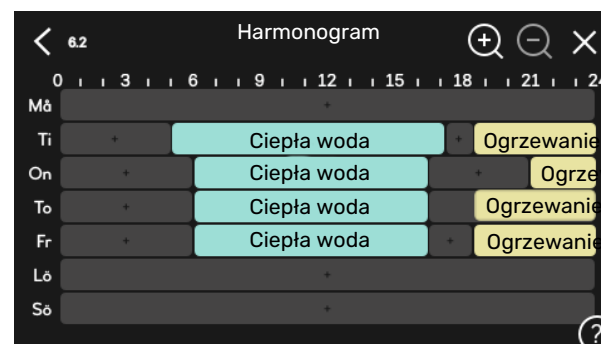 6.2 Harmonogram
0 3 6 9 12 15 18 21 24
Må
Ti Ciepła woda Ogrzewanie
On Ciepła woda Ogrze
To Ciepła woda Ogrzewanie
Fr Ciepła woda Ogrzewanie
Lö
Sö
?